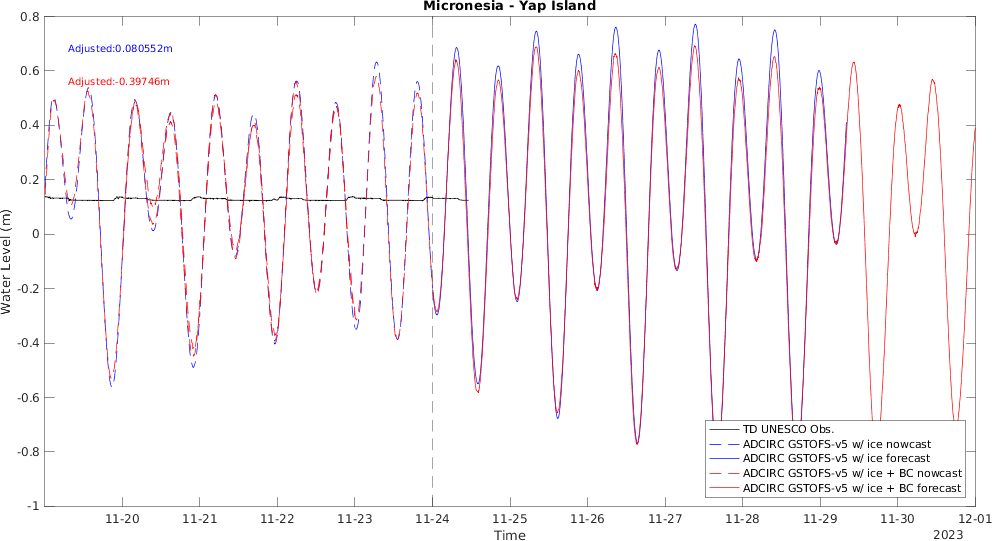 Micronesia - Yap Island
Adjusted:0.080552m
Adjusted:-0.39746m
Water Level (m)
0.8
0.6
0.4
0.2
0
-0.2
-0.4
-0.6
-0.8
-1
TD UNESCO Obs.
ADCIRC GSTOFS-v5 w/ ice nowcast
ADCIRC GSTOFS-v5 w/ ice forecast
ADCIRC GSTOFS-v5 w/ ice + BC nowcast
ADCIRC GSTOFS-v5 w/ ice + BC forecast
11-20 11-21 11-22 11-23 11-24 11-25 11-26 11-27 11-28 11-29 11-30 12-01
Time
2023